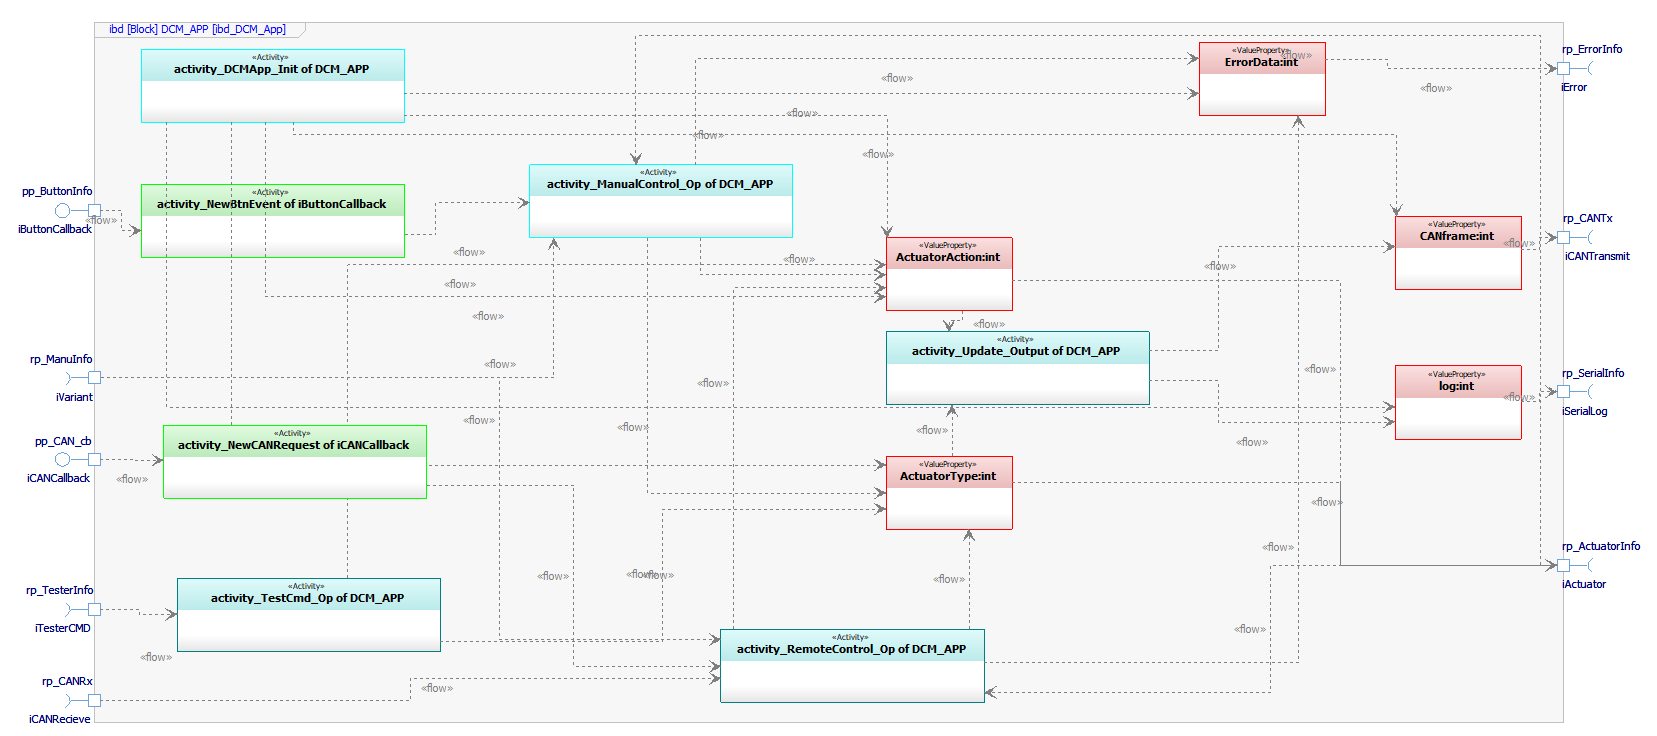 ibd [Block] DCM_APP [ibd_DCM_App]
«Activity»
activity_DCMApp_Init of DCM_APP
«ValueProperty»
ErrorData:int
«flow»
rp_ErrorInfo
iError
«flow»
«flow»
«flow»
«flow»
«flow»
«Activity»
activity_ManualControl_Op of DCM_APP
pp_ButtonInfo
iButtonCallback
«flow»
«Activity»
activity_NewBtnEvent of iButtonCallback
«ValueProperty»
CANframe:int
«flow»
rp_CANTx
iCANTransmit
«ValueProperty»
ActuatorAction:int
«flow»
«flow»
«flow»
«flow»
«flow»
«flow»
«Activity»
activity_Update_Output of DCM_APP
rp_ManuInfo
iVariant
«flow»
«flow»
«flow»
«ValueProperty»
log:int
«flow»
rp_SerialInfo
iSerialLog
«flow»
«flow»
«flow»
«flow»
pp_CAN_cb
iCANCallback
«flow»
«Activity»
activity_NewCANRequest of iCANCallback
«ValueProperty»
ActuatorType:int
«flow»
«flow»
rp_ActuatorInfo
iActuator
«flow»
«flow»
«flow»
«flow»
rp_TesterInfo
iTesterCMD
«flow»
«Activity»
activity_TestCmd_Op of DCM_APP
«flow»
«Activity»
activity_RemoteControl_Op of DCM_APP
rp_CANRx
iCANRecieve
«flow»